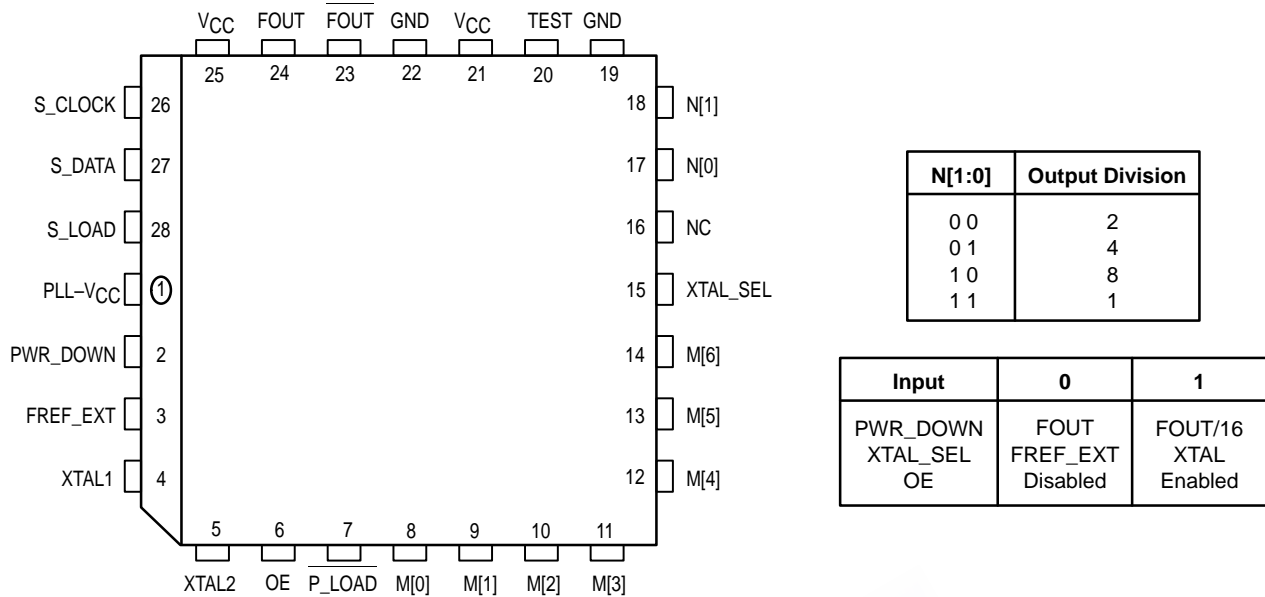 VCC FOUT FOUT GND VCC TEST GND
25 24 23 22 21 20 19
S_CLOCK 26
S_DATA 27
S_LOAD 28
PLL–VCC 1
PWR_DOWN 2
FREF_EXT 3
XTAL1 4
18 N[1]
17 N[0]
16 NC
15 XTAL_SEL
14 M[6]
13 M[5]
12 M[4]
5 6 7 8 9 10 11
XTAL2 OE P_LOAD M[0] M[1] M[2] M[3]
N[1:0] Output Division
0 0 2
0 1 4
1 0 8
1 1 1
Input 0 1
PWR_DOWN FOUT FOUT/16
XTAL_SEL FREF_EXT XTAL
OE Disabled Enabled